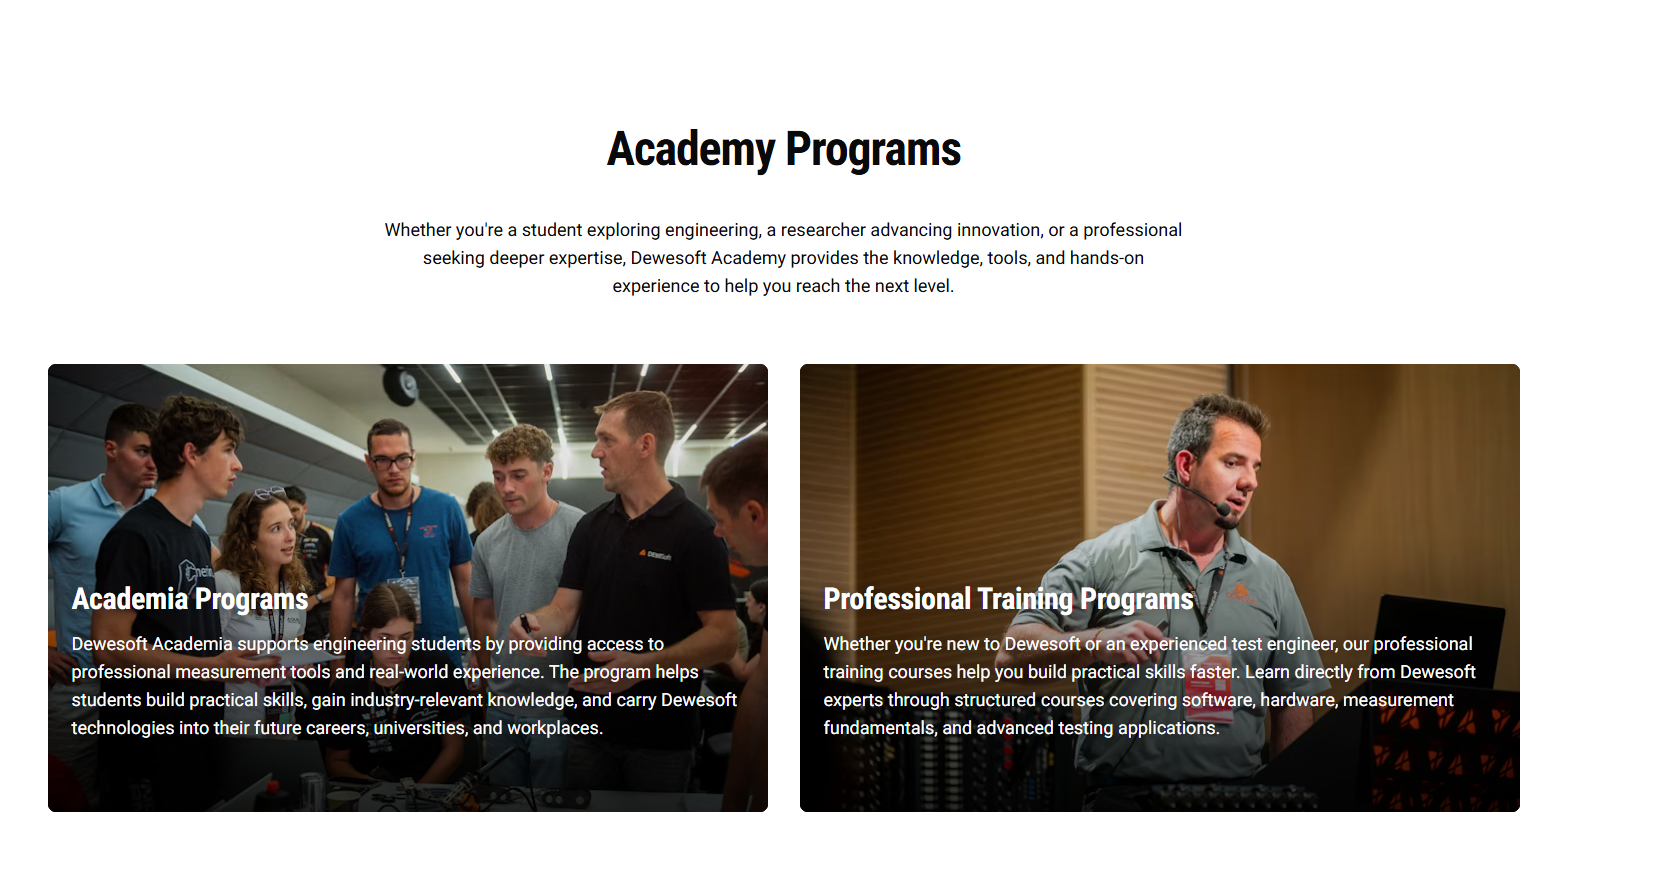 Academy Programs
Whether you're a student exploring engineering, a researcher advancing innovation, or a professional
seeking deeper expertise, Dewesoft Academy provides the knowledge, tools, and hands-on
experience to help you reach the next level.
Academia Programs
Dewesoft Academia supports engineering students by providing access to
professional measurement tools and real-world experience. The program helps
students build practical skills, gain industry-relevant knowledge, and carry Dewesoft
technologies into their future careers, universities, and workplaces.
Professional Training Programs
Whether you're new to Dewesoft or an experienced test engineer, our professional
training courses help you build practical skills faster. Learn directly from Dewesoft
experts through structured courses covering software, hardware, measurement
fundamentals, and advanced testing applications.